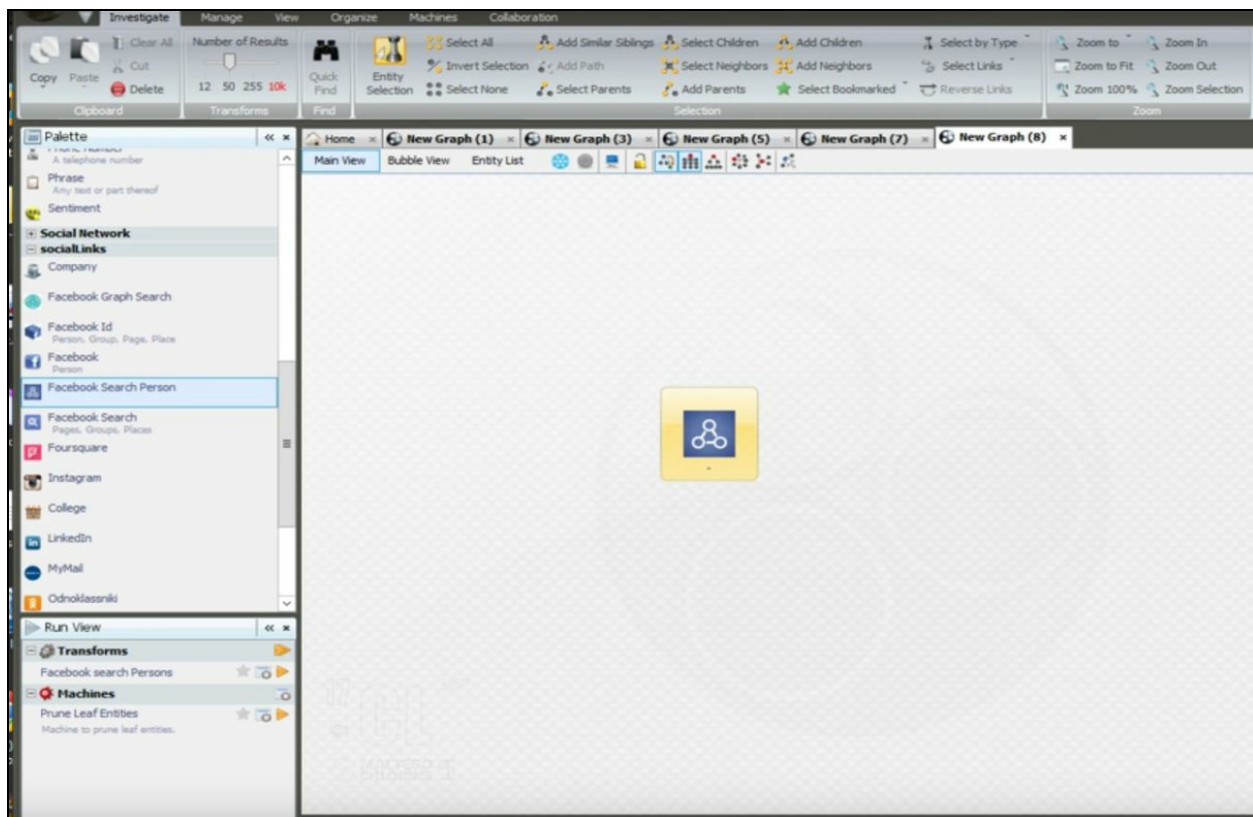 Investigate Manage View Organize Machines Collaboration
Copy Paste Clear All Cut Delete
Clipboard
Number of Results
12 50 255 10k
Transforms
Quick Find
Find
Entity Selection
Select All Add Similar Siblings Select Children Add Children Select by Type
Invert Selection Add Path Select Neighbors Add Neighbors Select Links
Select None Select Parents Add Parents Select Bookmarked Reverse Links
Selection
Zoom to Zoom In
Zoom to Fit Zoom Out
Zoom 100% Zoom Selection
Zoom
Palette
Home New Graph (1) New Graph (3) New Graph (5) New Graph (7) New Graph (8)
Main View Bubble View Entity List
A telephone number
Phrase
Any text or part thereof
Sentiment
Social Network
socialLinks
Company
Facebook Graph Search
Facebook Id
Person, Group, Page, Place
Facebook
Person
Facebook Search Person
Facebook Search
Pages, Groups, Places
Foursquare
Instagram
College
LinkedIn
MyMail
Odnoklassniki
Run View
Transforms
Facebook search Persons
Machines
Prune Leaf Entities
Machine to prune leaf entities.